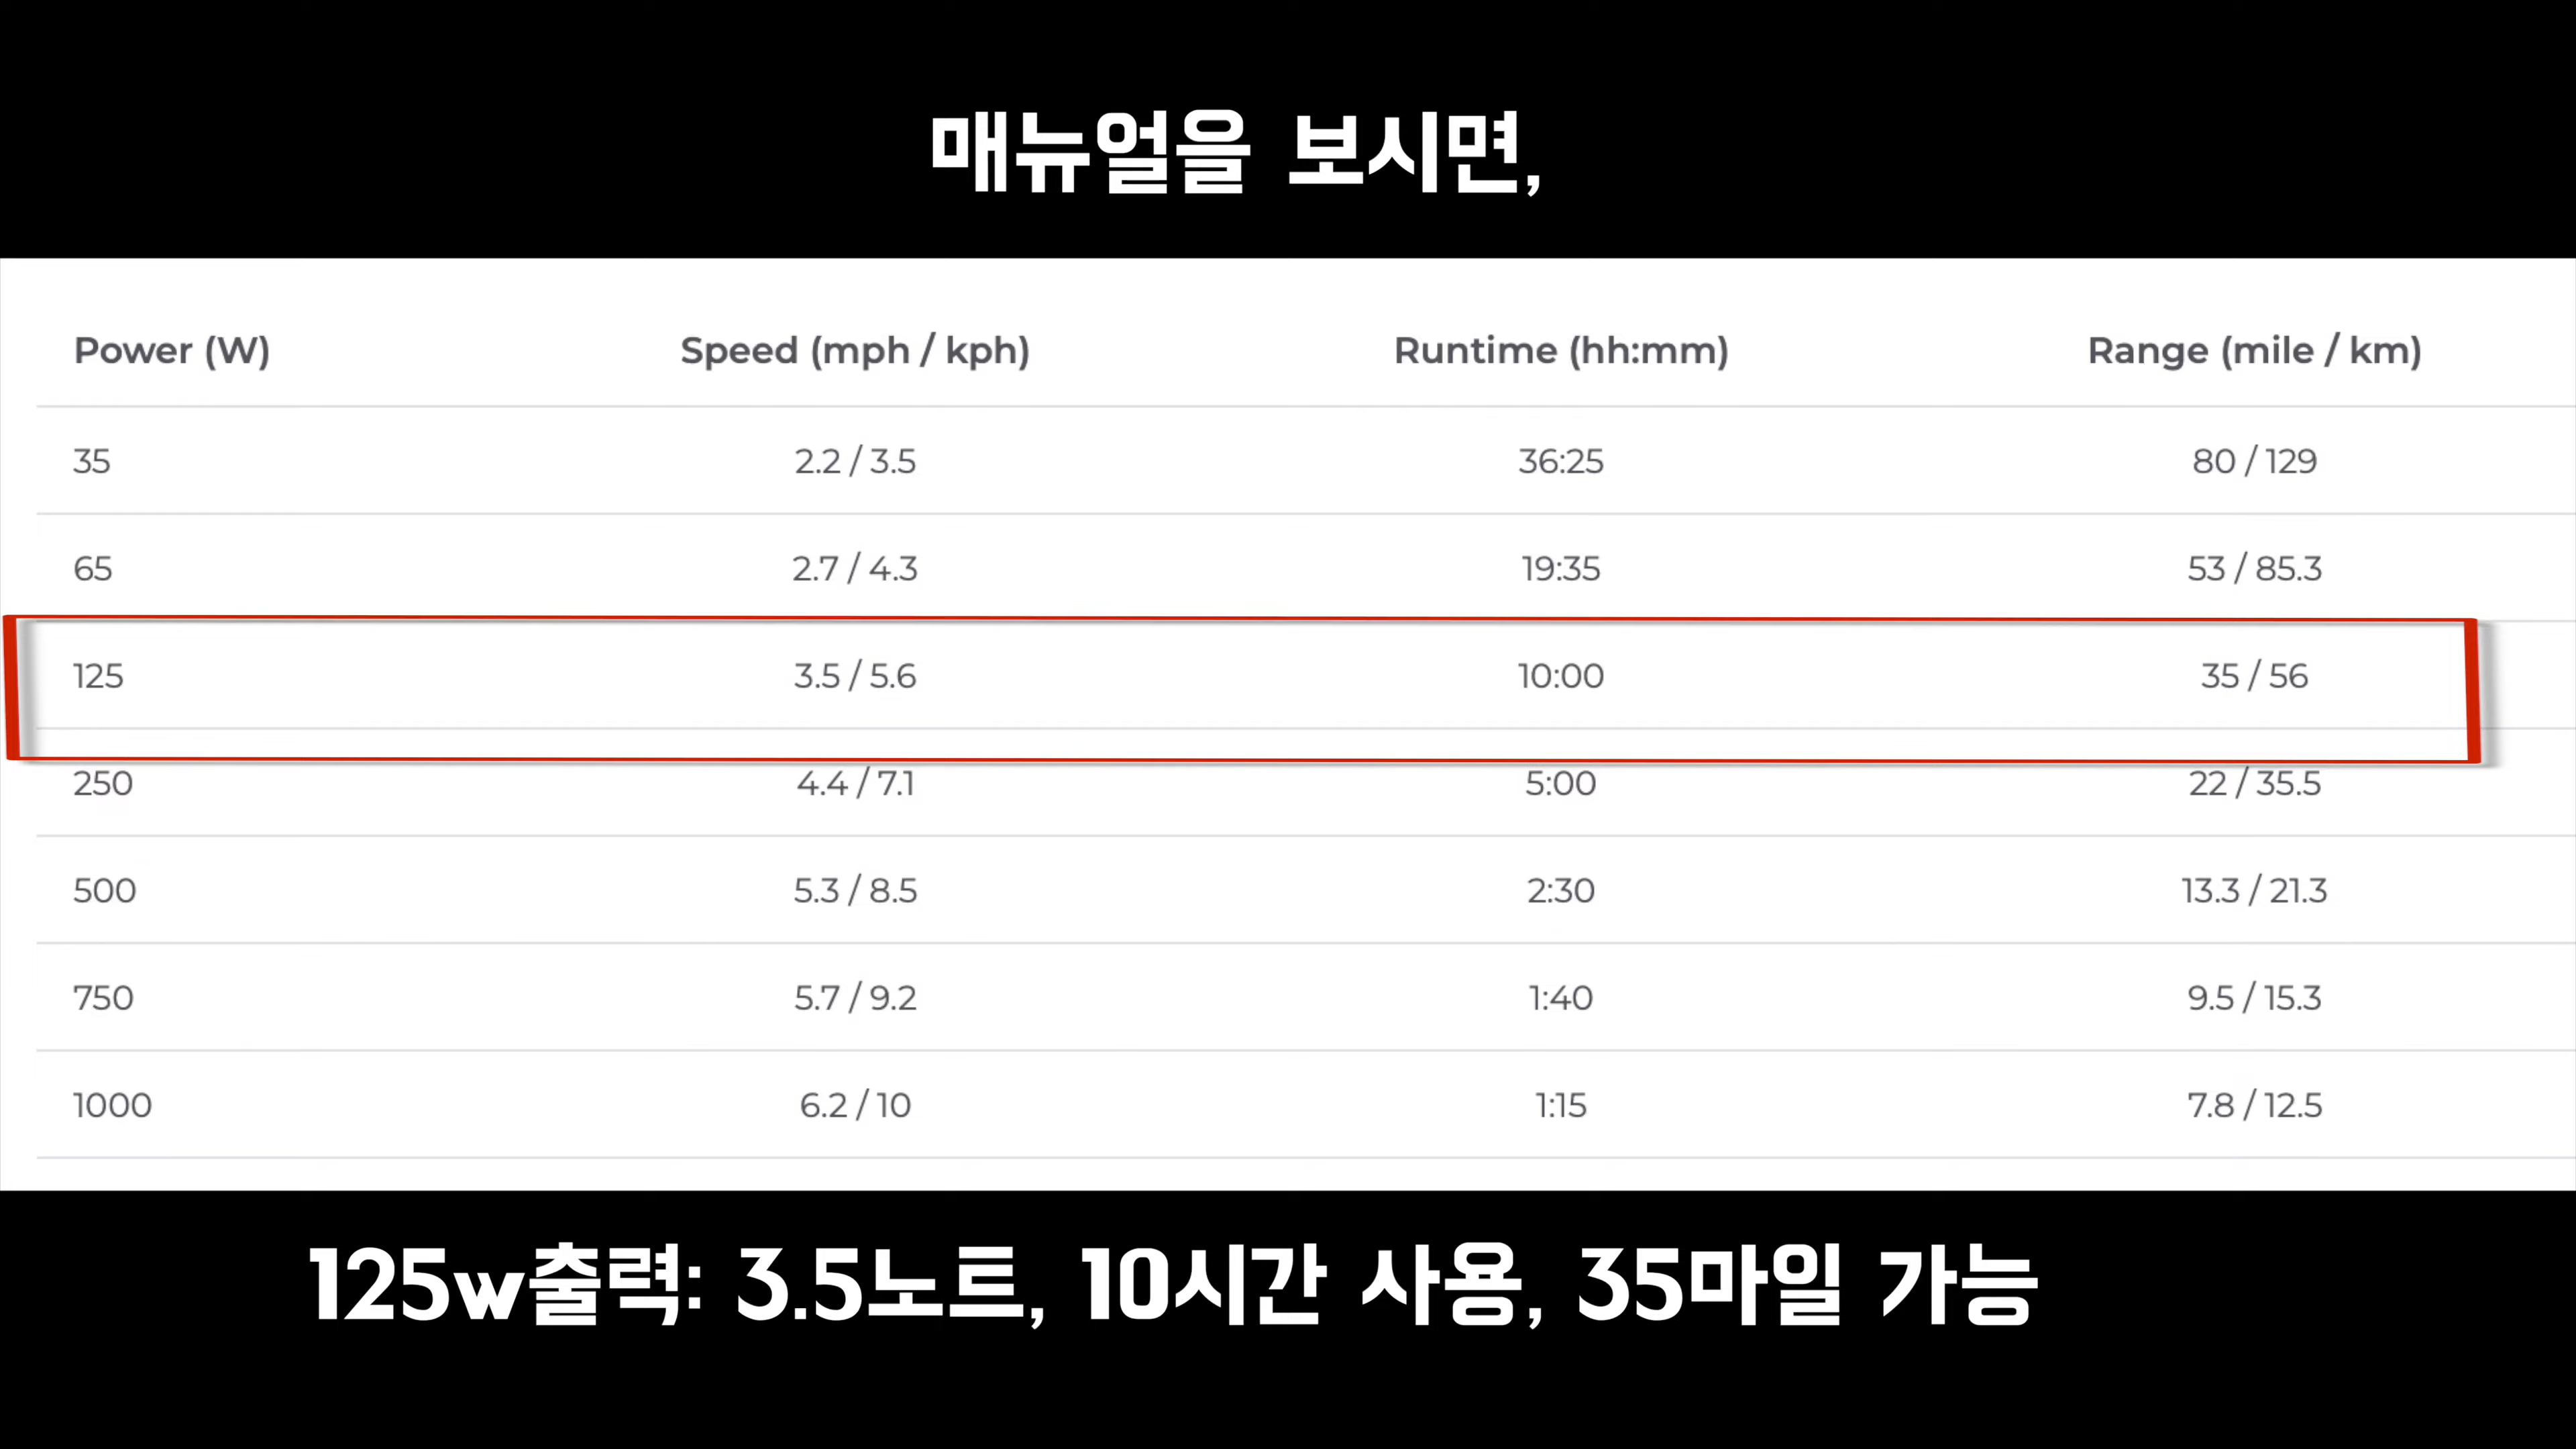 매뉴얼을 보시면,
Power (W) Speed (mph / kph) Runtime (hh:mm) Range (mile / km)
35 2.2 / 3.5 36:25 80 / 129
65 2.7 / 4.3 19:35 53 / 85.3
125 3.5 / 5.6 10:00 35 / 56
250 4.4 / 7.1 5:00 22 / 35.5
500 5.3 / 8.5 2:30 13.3 / 21.3
750 5.7 / 9.2 1:40 9.5 / 15.3
1000 6.2 / 10 1:15 7.8 / 12.5
125w출력: 3.5노트, 10시간 사용, 35마일 가능